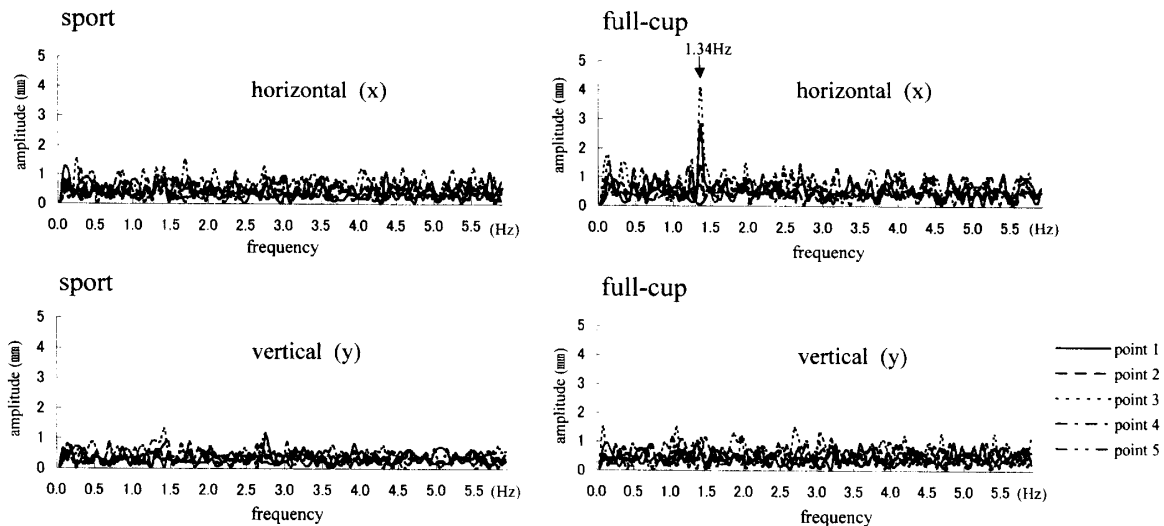 sport
amplitude (mm)
5
4
3
2
1
0
horizontal (x)
0.0 0.5 1.0 1.5 2.0 2.5 3.0 3.5 4.0 4.5 5.0 5.5 (Hz)
frequency
full-cup
1.34Hz
amplitude (mm)
5
4
3
2
1
0
horizontal (x)
0.0 0.5 1.0 1.5 2.0 2.5 3.0 3.5 4.0 4.5 5.0 5.5 (Hz)
frequency
sport
amplitude (mm)
5
4
3
2
1
0
vertical (y)
0.0 0.5 1.0 1.5 2.0 2.5 3.0 3.5 4.0 4.5 5.0 5.5 (Hz)
frequency
full-cup
amplitude (mm)
5
4
3
2
1
0
vertical (y)
0.0 0.5 1.0 1.5 2.0 2.5 3.0 3.5 4.0 4.5 5.0 5.5 (Hz)
frequency
point 1
point 2
point 3
point 4
point 5